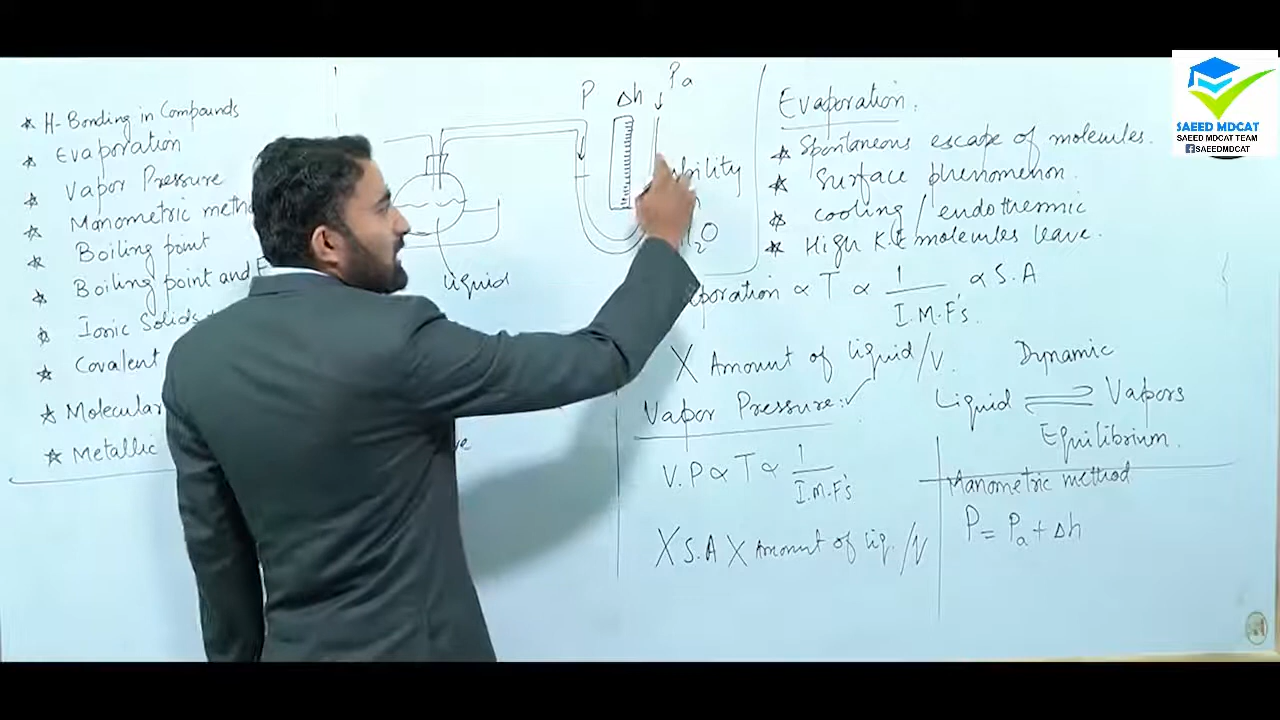 ★ H-Bonding in Compounds
★ Evaporation
★ Vapor Pressure
★ Manometric metho
★ Boiling point
★ Boiling point and
★ Ionic Solids
★ Covalent
★ Molecular
★ Metallic
P Δh Pa
liquid
bility
2O
Evaporation.
★ Spontaneous escape of molecules.
★ Surface phenomenon.
★ cooling / endothermic
★ High K.E molecules leave.
poration ∝ T ∝ 1/I.M.F's. ∝ S.A
X Amount of liquid/V.
Vapor Pressure:✓
V.P ∝ T ∝ 1/I.M.F's
X S.A X Amount of liq./V
Dynamic
Liquid ⇌ Vapors
Equilibrium.
Manometric method
P = Pa + Δh
SAEED MDCAT
SAEED MDCAT TEAM
f/SAEEDMDCAT